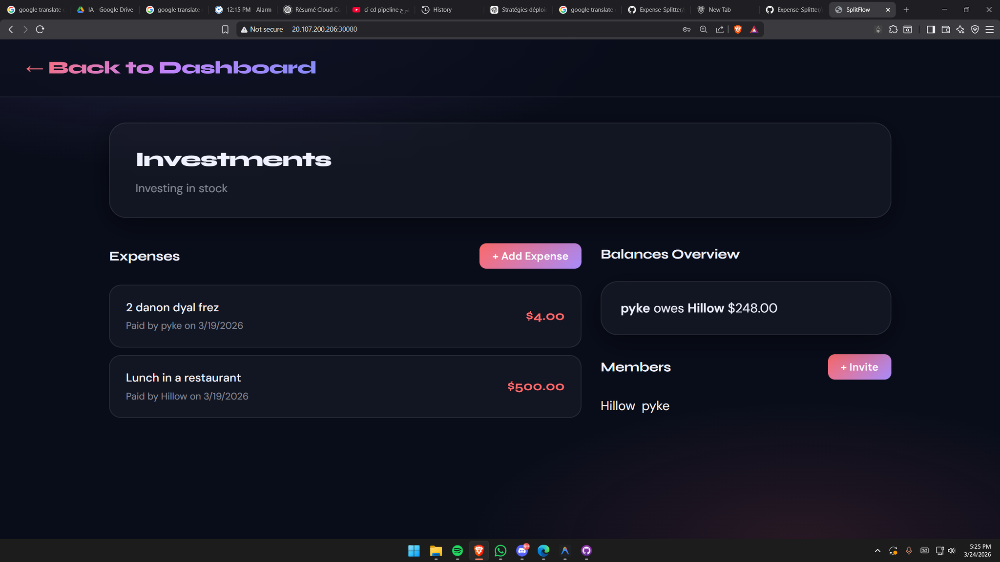 google translate
IA - Google Drive
google translate
12:15 PM - Alarm
Résumé Cloud
ci cd pipeline
History
Stratégies
google translate
Expense-Splitter/
New Tab
Expense-Splitter/
SplitFlow
Not secure
20.107.200.206:30080
← Back to Dashboard
Investments
Investing in stock
Expenses
+ Add Expense
2 danon dyal frez
Paid by pyke on 3/19/2026
$4.00
Lunch in a restaurant
Paid by Hillow on 3/19/2026
$500.00
Balances Overview
pyke owes Hillow $248.00
Members
+ Invite
Hillow pyke
9+
5:25 PM
3/24/2026